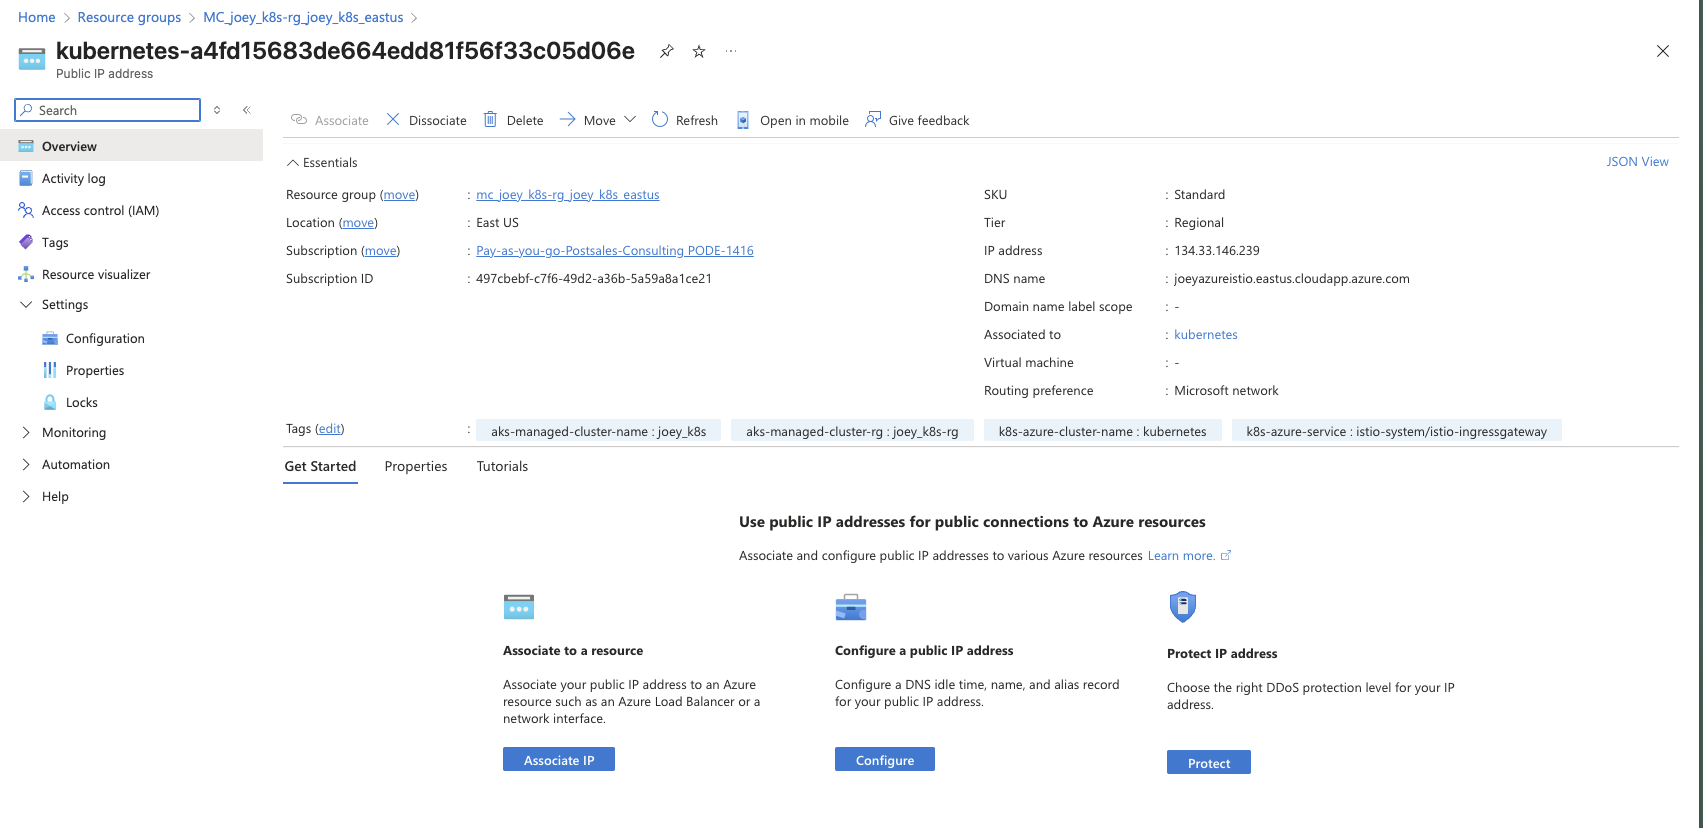 Home > Resource groups > MC_joey_k8s-rg_joey_k8s_eastus >
kubernetes-a4fd15683de664edd81f56f33c05d06e
Public IP address
Search
Overview
Activity log
Access control (IAM)
Tags
Resource visualizer
Settings
Configuration
Properties
Locks
Monitoring
Automation
Help
Associate Dissociate Delete Move Refresh Open in mobile Give feedback
Essentials
JSON View
Resource group (move) : mc_joey_k8s-rg_joey_k8s_eastus
Location (move) : East US
Subscription (move) : Pay-as-you-go-Postsales-Consulting PODE-1416
Subscription ID : 497cbebf-c7f6-49d2-a36b-5a59a8a1ce21
SKU : Standard
Tier : Regional
IP address : 134.33.146.239
DNS name : joeyazureistio.eastus.cloudapp.azure.com
Domain name label scope : -
Associated to : kubernetes
Virtual machine : -
Routing preference : Microsoft network
Tags (edit) : aks-managed-cluster-name : joey_k8s aks-managed-cluster-rg : joey_k8s-rg k8s-azure-cluster-name : kubernetes k8s-azure-service : istio-system/istio-ingressgateway
Get Started Properties Tutorials
Use public IP addresses for public connections to Azure resources
Associate and configure public IP addresses to various Azure resources Learn more.
Associate to a resource
Associate your public IP address to an Azure
resource such as an Azure Load Balancer or a
network interface.
Associate IP
Configure a public IP address
Configure a DNS idle time, name, and alias record
for your public IP address.
Configure
Protect IP address
Choose the right DDoS protection level for your IP
address.
Protect